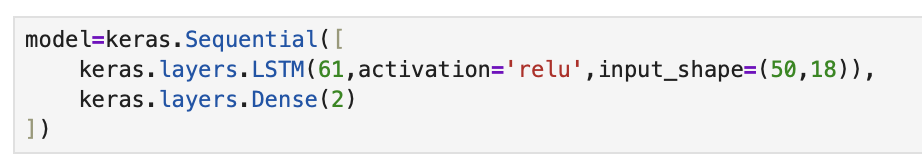 model=keras.Sequential([
    keras.layers.LSTM(61,activation='relu',input_shape=(50,18)),
    keras.layers.Dense(2)
])